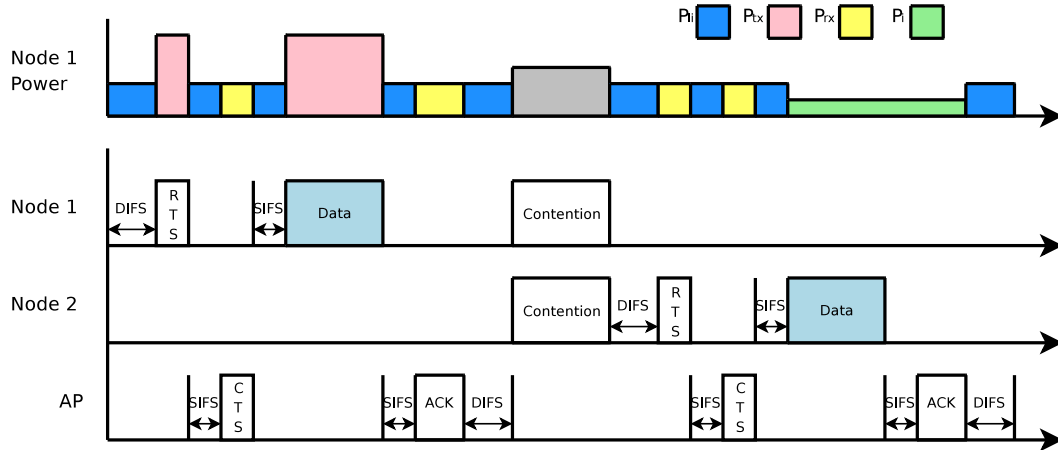 Pli Ptx Prx Pi
Node 1
Power
Node 1
DIFS
R
T
S
SIFS
Data
Contention
Node 2
Contention
DIFS
R
T
S
SIFS
Data
AP
SIFS
C
T
S
SIFS
ACK
DIFS
SIFS
C
T
S
SIFS
ACK
DIFS